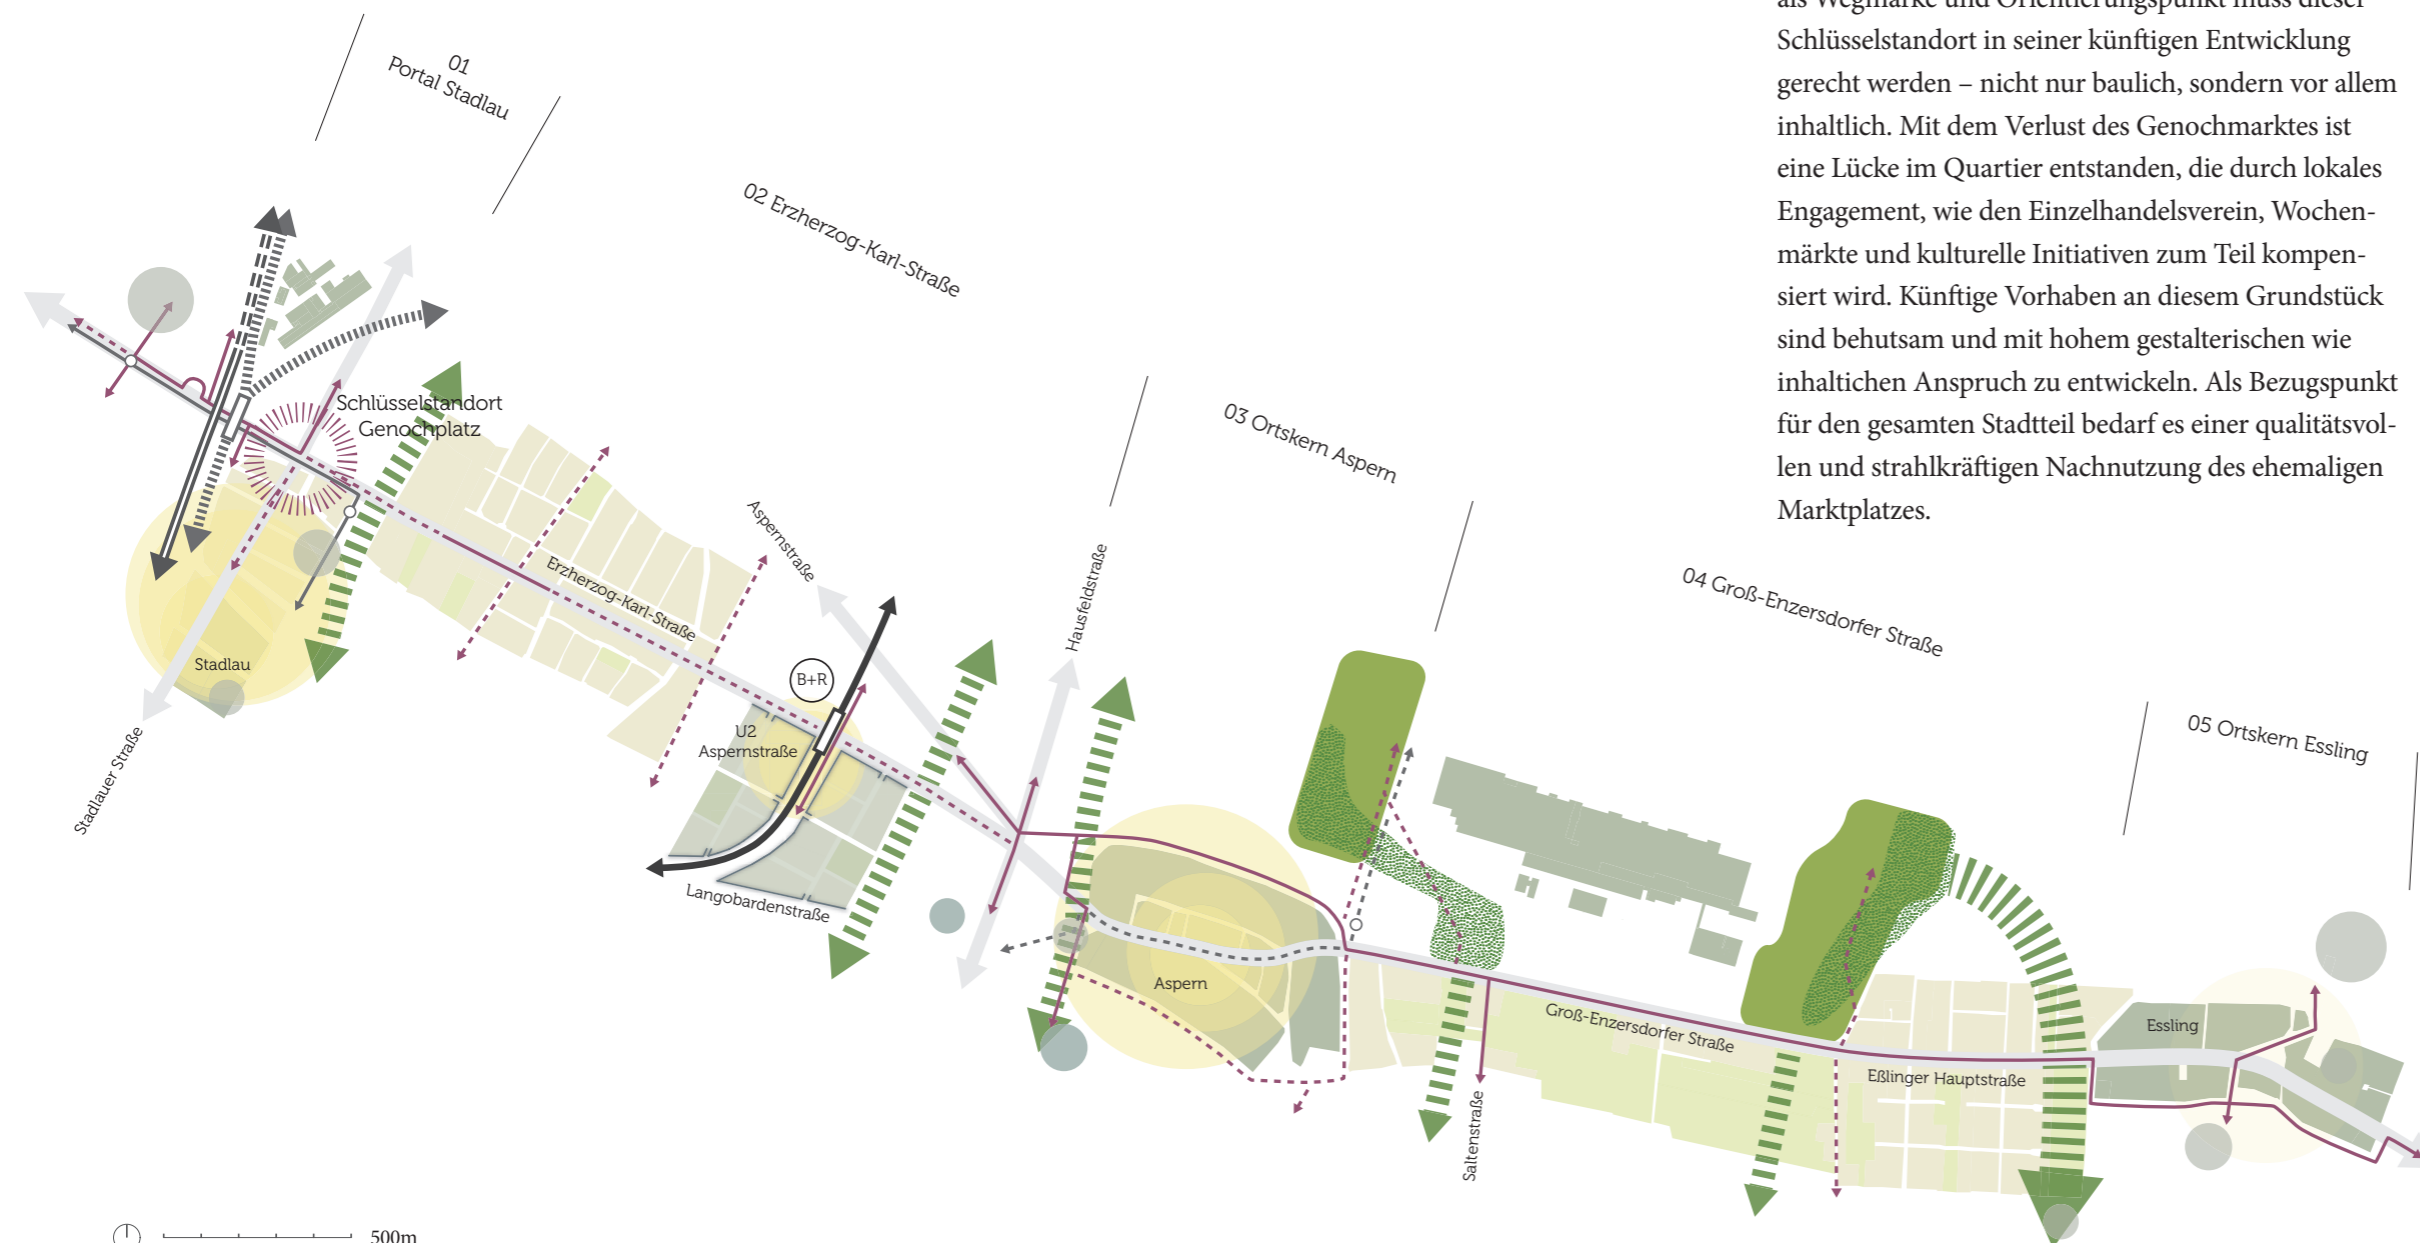 als Wegmarke und Orientierungspunkt muss dieser
Schlüsselstandort in seiner künftigen Entwicklung
gerecht werden – nicht nur baulich, sondern vor allem
inhaltlich. Mit dem Verlust des Genochmarktes ist
eine Lücke im Quartier entstanden, die durch lokales
Engagement, wie den Einzelhandelsverein, Wochen-
märkte und kulturelle Initiativen zum Teil kompen-
siert wird. Künftige Vorhaben an diesem Grundstück
sind behutsam und mit hohem gestalterischen wie
inhaltichen Anspruch zu entwickeln. Als Bezugspunkt
für den gesamten Stadtteil bedarf es einer qualitätsvol-
len und strahlkräftigen Nachnutzung des ehemaligen
Marktplatzes.
01
Portal Stadlau
02 Erzherzog-Karl-Straße
03 Ortskern Aspern
04 Groß-Enzersdorfer Straße
05 Ortskern Essling
Schlüsselstandort
Genochplatz
Stadlau
Stadlauer Straße
Erzherzog-Karl-Straße
Aspernstraße
B+R
U2
Aspernstraße
Langobardenstraße
Hausfeldstraße
Aspern
Groß-Enzersdorfer Straße
Saltenstraße
Eßlinger Hauptstraße
Essling
500m